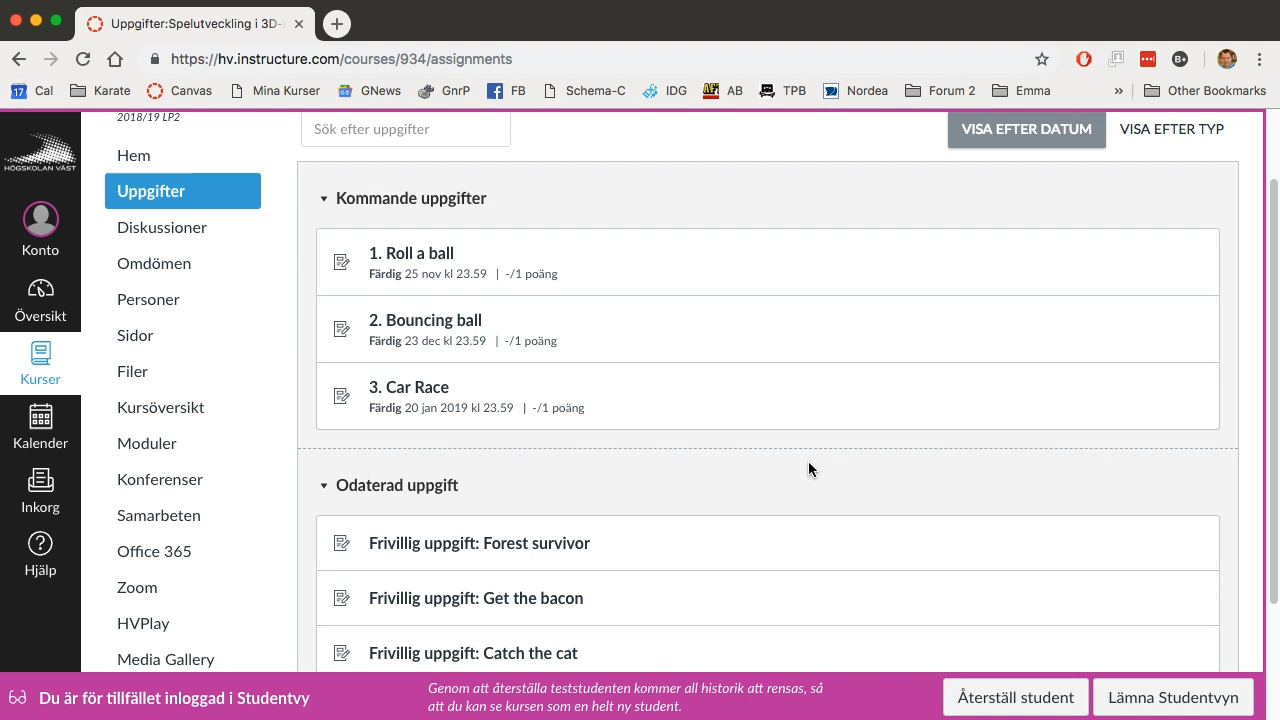 Uppgifter:Spelutveckling i 3D-
https://hv.instructure.com/courses/934/assignments
17 Cal Karate Canvas Mina Kurser GNews GnrP FB Schema-C IDG AB TPB Nordea Forum 2 Emma » Other Bookmarks
HÖGSKOLAN VÄST
Konto
Översikt
Kurser
Kalender
Inkorg
Hjälp
2018/19 LP2
Hem
Uppgifter
Diskussioner
Omdömen
Personer
Sidor
Filer
Kursöversikt
Moduler
Konferenser
Samarbeten
Office 365
Zoom
HVPlay
Media Gallery
Sök efter uppgifter
VISA EFTER DATUM VISA EFTER TYP
Kommande uppgifter
1. Roll a ball
Färdig 25 nov kl 23.59 | -/1 poäng
2. Bouncing ball
Färdig 23 dec kl 23.59 | -/1 poäng
3. Car Race
Färdig 20 jan 2019 kl 23.59 | -/1 poäng
Odaterad uppgift
Frivillig uppgift: Forest survivor
Frivillig uppgift: Get the bacon
Frivillig uppgift: Catch the cat
Du är för tillfället inloggad i Studentvy
Genom att återställa teststudenten kommer all historik att rensas, så
att du kan se kursen som en helt ny student.
Återställ student
Lämna Studentvyn